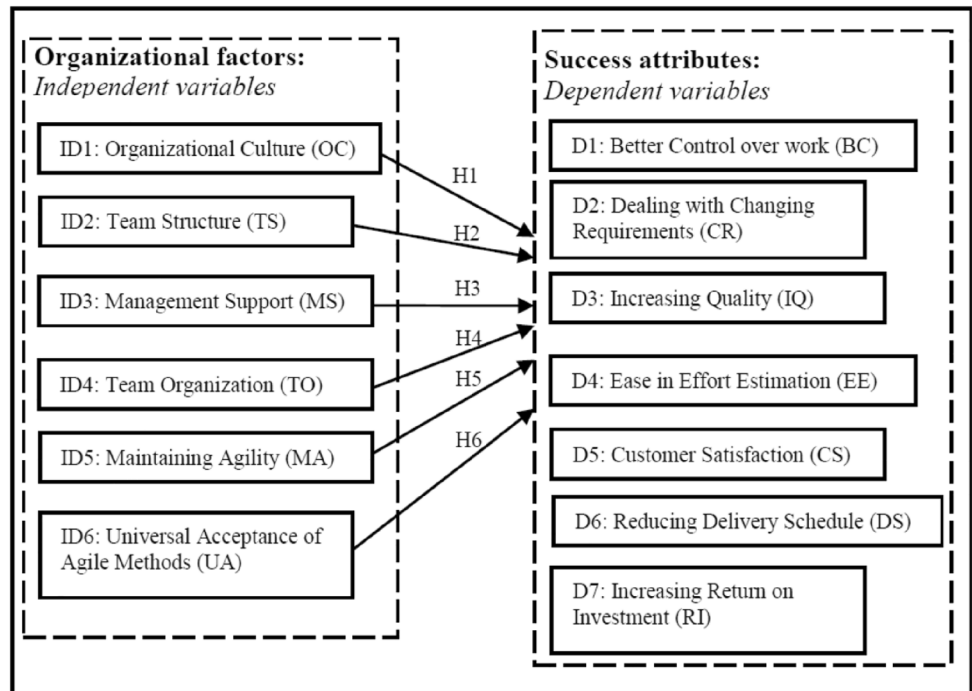 Organizational factors:
Independent variables
ID1: Organizational Culture (OC)
ID2: Team Structure (TS)
ID3: Management Support (MS)
ID4: Team Organization (TO)
ID5: Maintaining Agility (MA)
ID6: Universal Acceptance of
Agile Methods (UA)
H1
H2
H3
H4
H5
H6
Success attributes:
Dependent variables
D1: Better Control over work (BC)
D2: Dealing with Changing
Requirements (CR)
D3: Increasing Quality (IQ)
D4: Ease in Effort Estimation (EE)
D5: Customer Satisfaction (CS)
D6: Reducing Delivery Schedule (DS)
D7: Increasing Return on
Investment (RI)